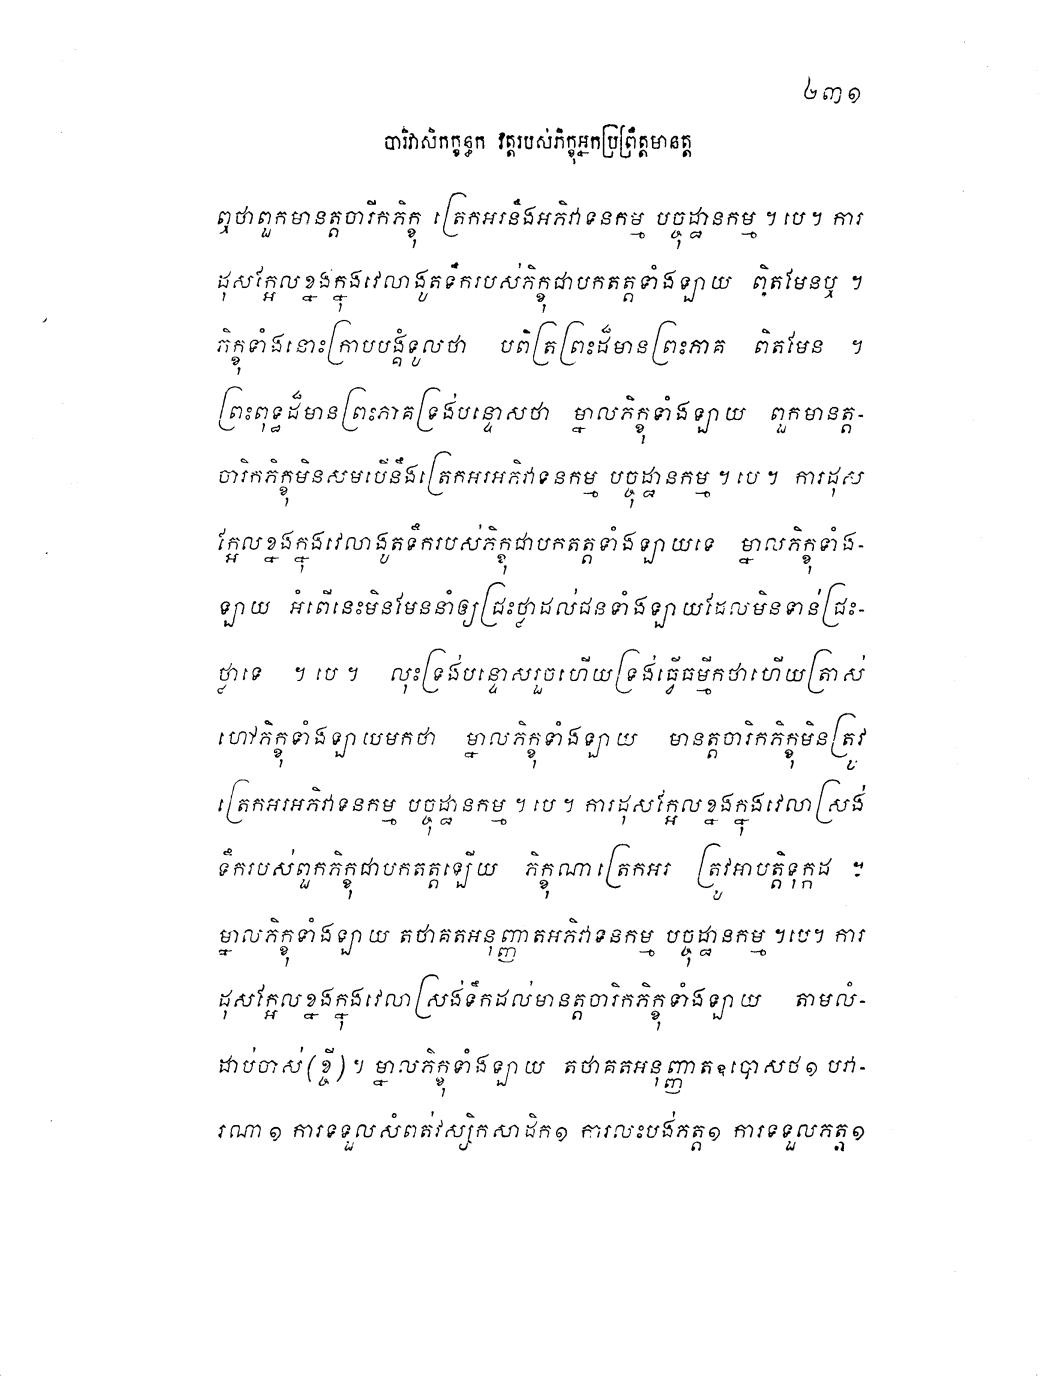 ២៣១
បារិវាសិកក្ខន្ធក វត្តរបស់ភិក្ខុអ្នកប្រព្រឹត្តមានត្ត
ឮថាពួកមានត្តចារីកភិក្ខុ ត្រេកអរនឹងអភិវាទនកម្ម បច្ចុដ្ឋានកម្ម ។ បេ ។ ការ
ដុសក្អែលខ្នងក្នុងវេលាងូតទឹករបស់ភិក្ខុជាបកតត្តទាំងឡាយ ពិតមែនឬ ។
ភិក្ខុទាំងនោះក្រាបបង្គំទូលថា បពិត្រព្រះដ៏មានព្រះភាគ ពិតមែន ។
ព្រះពុទ្ធដ៏មានព្រះភាគទ្រង់បន្ទោសថា ម្នាលភិក្ខុទាំងឡាយ ពួកមានត្ត-
ចារិកភិក្ខុមិនសមបើនឹងត្រេកអរអភិវាទនកម្ម បច្ចុដ្ឋានកម្ម ។ បេ ។ ការដុស
ក្អែលខ្នងក្នុងវេលាងូតទឹករបស់ភិក្ខុជាបកតត្តទាំងឡាយទេ ម្នាលភិក្ខុទាំង-
ឡាយ អំពើនេះមិនមែននាំឲ្យជ្រះថ្លាដល់ជនទាំងឡាយដែលមិនទាន់ជ្រះ-
ថ្លាទេ ។ បេ ។ លុះទ្រង់បន្ទោសរួចហើយទ្រង់ធ្វើធម្មីកថាហើយត្រាស់
ហៅភិក្ខុទាំងឡាយមកថា ម្នាលភិក្ខុទាំងឡាយ មានត្តចារិកភិក្ខុមិនត្រូវ
ត្រេកអរអភិវាទនកម្ម បច្ចុដ្ឋានកម្ម ។ បេ ។ ការដុសក្អែលខ្នងក្នុងវេលាស្រង់
ទឹករបស់ពួកភិក្ខុជាបកតត្តឡើយ ភិក្ខុណាត្រេកអរ ត្រូវអាបត្តិទុក្កដ ។
ម្នាលភិក្ខុទាំងឡាយ តថាគតអនុញ្ញាតអភិវាទនកម្ម បច្ចុដ្ឋានកម្ម ។បេ។ ការ
ដុសក្អែលខ្នងក្នុងវេលាស្រង់ទឹកដល់មានត្តចារិកភិក្ខុទាំងឡាយ តាមលំ-
ដាប់ចាស់(ខ្ចី) ។ ម្នាលភិក្ខុទាំងឡាយ តថាគតអនុញ្ញាតឧបោសថ១ បវា-
រណា ១ ការទទួលសំពត់វស្សិកសាដិក១ ការលះបង់ភត្ត១ ការទទួលភត្ត១